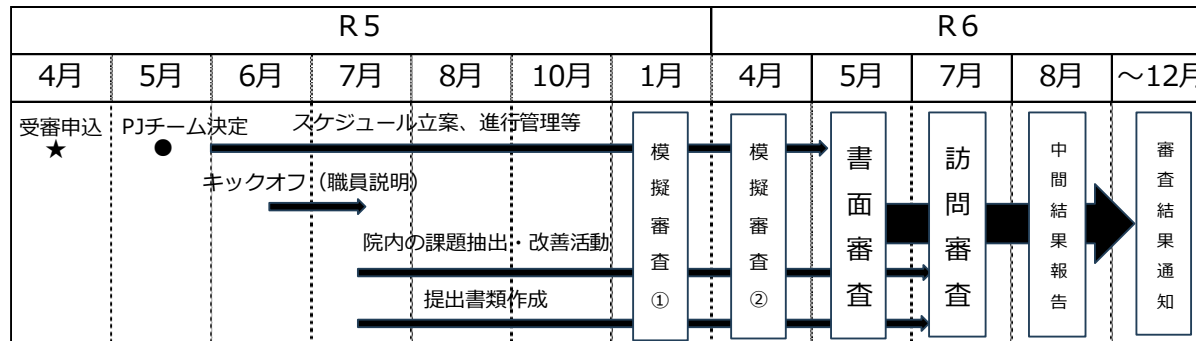 R5 R6
4月 5月 6月 7月 8月 10月 1月 4月 5月 7月 8月 ～12月
受審申込 PJチーム決定 スケジュール立案、進行管理等
★ ●
キックオフ（職員説明）
院内の課題抽出・改善活動
提出書類作成
模擬審査①
模擬審査②
書面審査
訪問審査
中間結果報告
審査結果通知